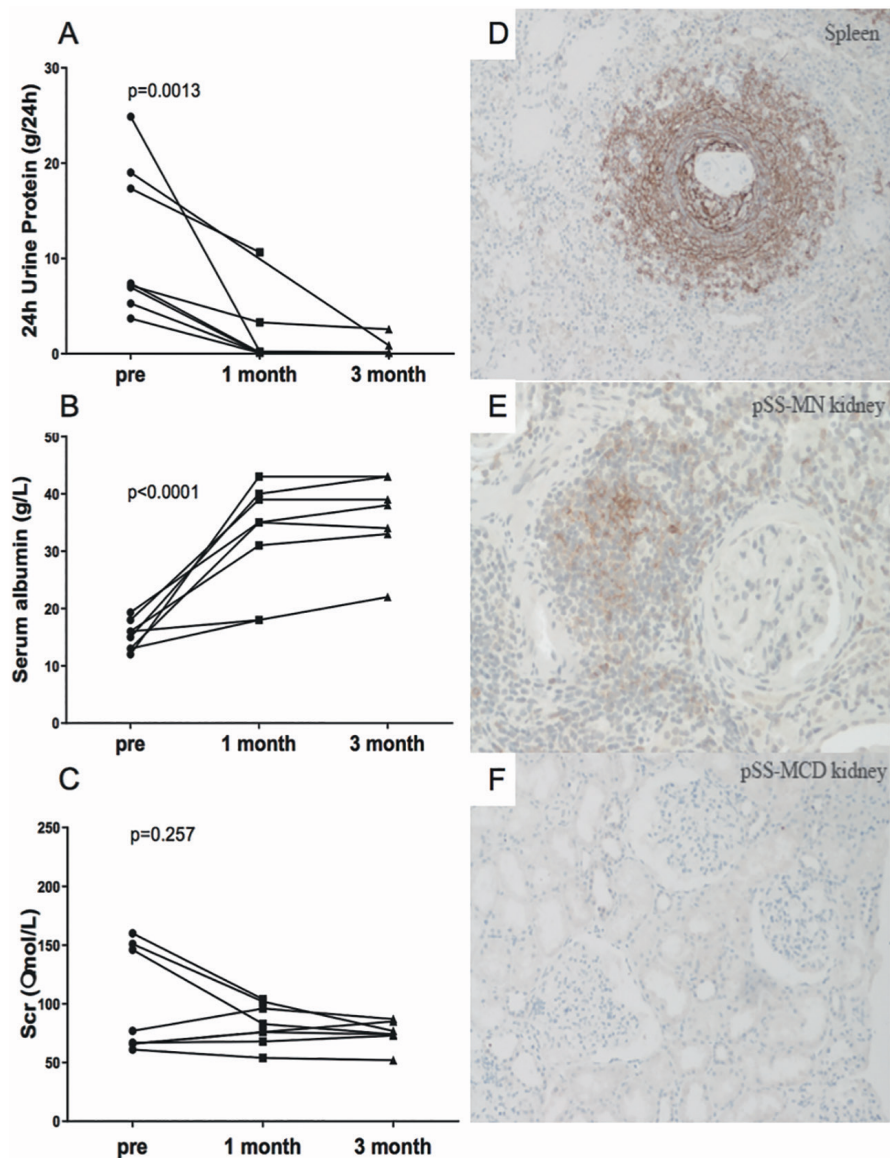 A
24h Urine Protein (g/24h)
30
20
10
0
p=0.0013
pre 1 month 3 month
B
Serum albumin (g/L)
50
40
30
20
10
0
p<0.0001
pre 1 month 3 month
C
Scr (Ωmol/L)
250
200
150
100
50
0
p=0.257
pre 1 month 3 month
D
Spleen
E
pSS-MN kidney
F
pSS-MCD kidney